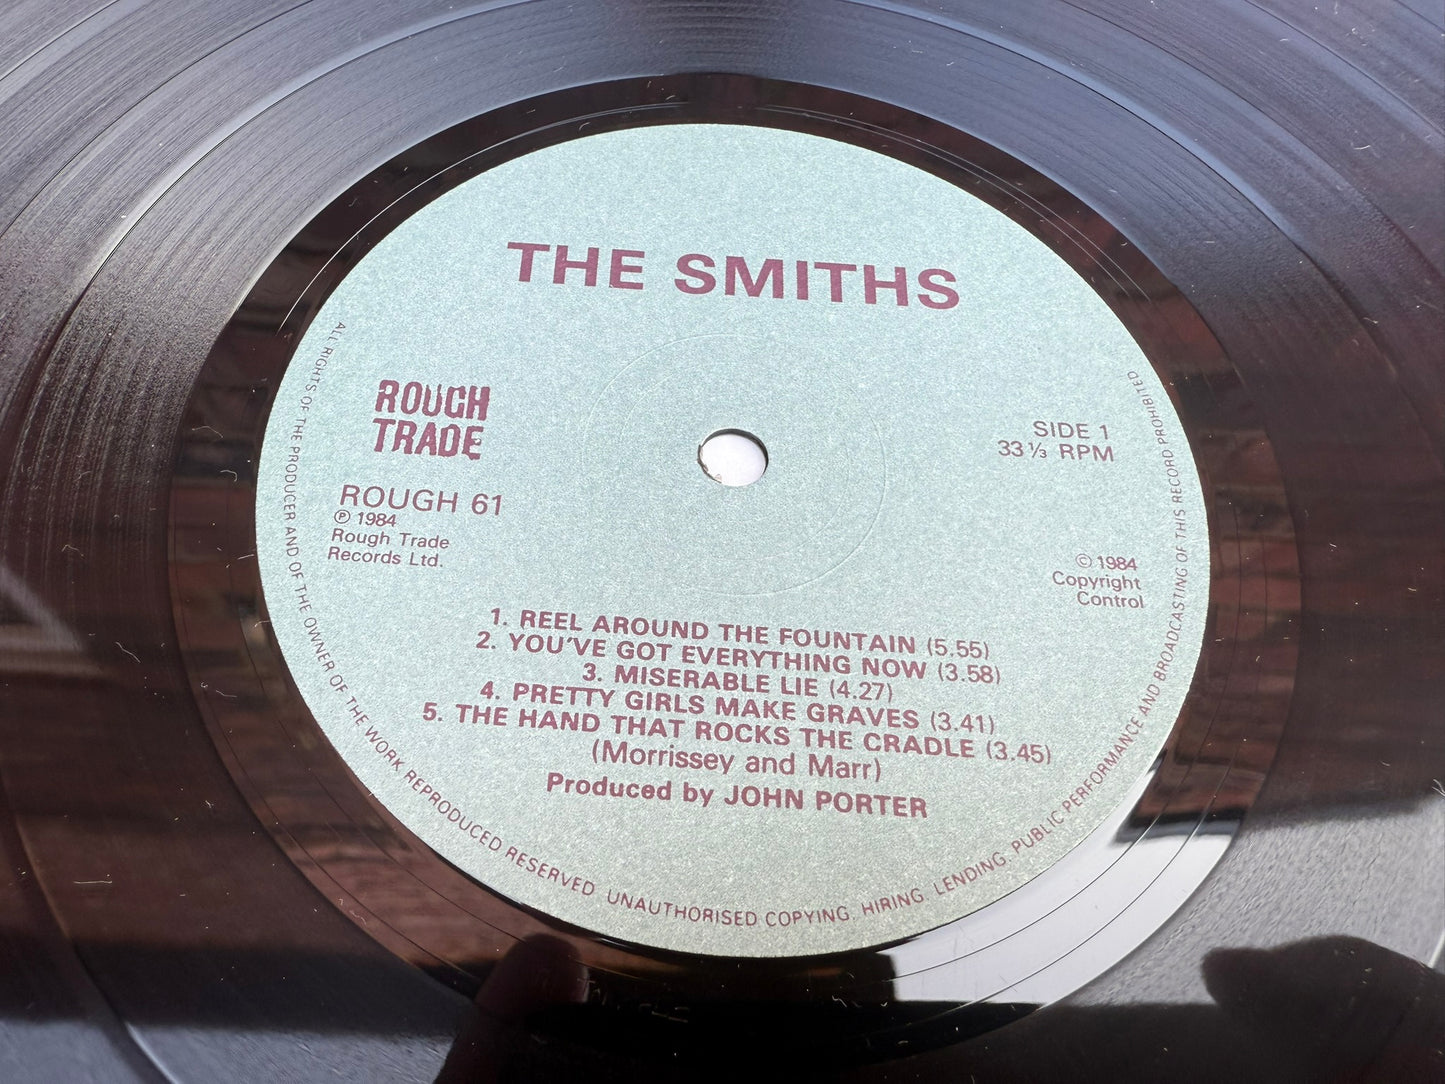 THE SMITHS
ROUGH
TRADE
ROUGH 61
℗ 1984
Rough Trade
Records Ltd.
SIDE 1
33⅓ RPM
© 1984
Copyright
Control
1. REEL AROUND THE FOUNTAIN (5.55)
2. YOU'VE GOT EVERYTHING NOW (3.58)
3. MISERABLE LIE (4.27)
4. PRETTY GIRLS MAKE GRAVES (3.41)
5. THE HAND THAT ROCKS THE CRADLE (3.45)
(Morrissey and Marr)
Produced by JOHN PORTER
ALL RIGHTS OF THE PRODUCER AND OF THE OWNER OF THE WORK REPRODUCED RESERVED UNAUTHORISED COPYING. HIRING. LENDING. PUBLIC PERFORMANCE AND BROADCASTING OF THIS RECORD PROHIBITED